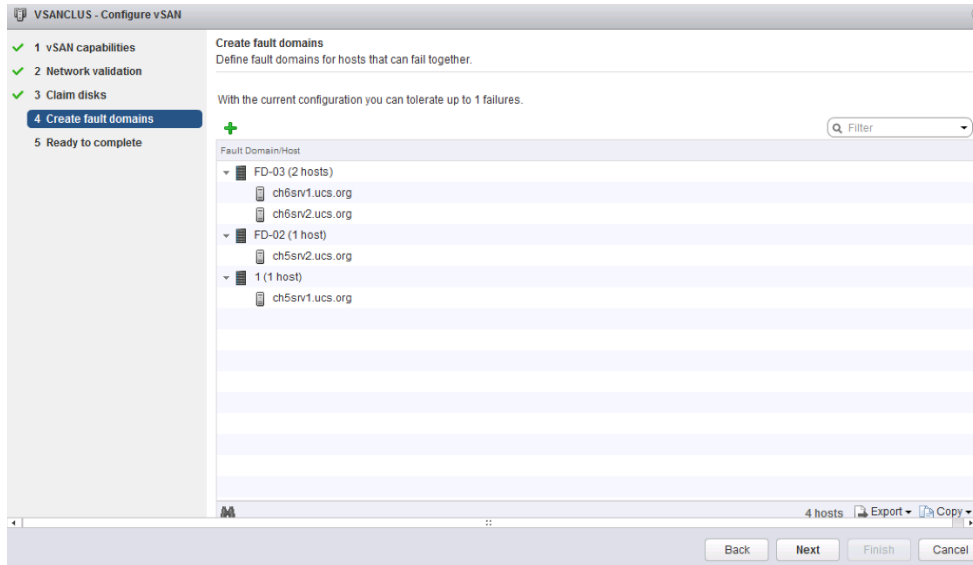 VSANCLUS - Configure vSAN
1 vSAN capabilities
2 Network validation
3 Claim disks
4 Create fault domains
5 Ready to complete
Create fault domains
Define fault domains for hosts that can fail together.
With the current configuration you can tolerate up to 1 failures.
Filter
Fault Domain/Host
FD-03 (2 hosts)
ch6srv1.ucs.org
ch6srv2.ucs.org
FD-02 (1 host)
ch5srv2.ucs.org
1 (1 host)
ch5srv1.ucs.org
4 hosts Export Copy
Back Next Finish Cancel